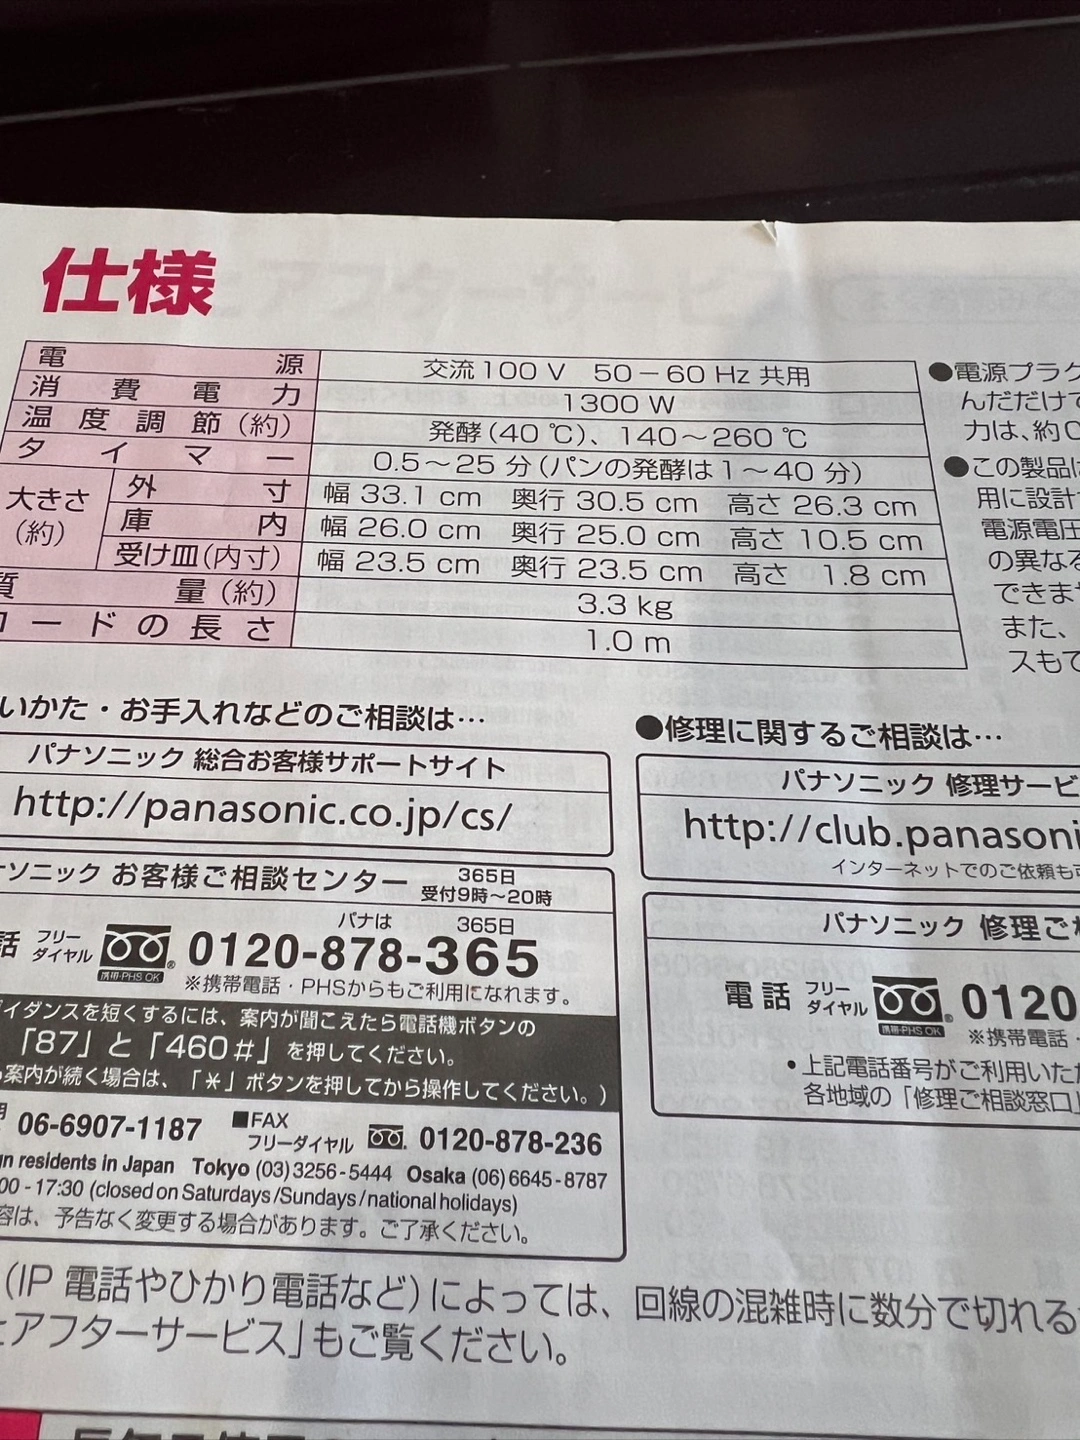 仕様
電源 交流100 V 50－60 Hz 共用
消費電力 1300 W
温度調節(約) 発酵(40 ℃)、140～260 ℃
タイマー 0.5～25 分(パンの発酵は1～40 分)
大きさ(約) 外寸 幅 33.1 cm 奥行 30.5 cm 高さ 26.3 cm
庫内 幅 26.0 cm 奥行 25.0 cm 高さ 10.5 cm
受け皿(内寸) 幅 23.5 cm 奥行 23.5 cm 高さ 1.8 cm
質量(約) 3.3 kg
コードの長さ 1.0 m
●電源プラグ
んだだけで
力は、約0
●この製品は
用に設計
電源電圧
の異なる
できませ
また、
スもて
いかた・お手入れなどのご相談は…
パナソニック 総合お客様サポートサイト
http://panasonic.co.jp/cs/
ナソニック お客様ご相談センター 365日 受付9時～20時
話 フリーダイヤル 携帯・PHS OK パナは 365日
0120-878-365
※携帯電話・PHSからもご利用になれます。
イダンスを短くするには、案内が聞こえたら電話機ボタンの
「87」と「460#」を押してください。
案内が続く場合は、「＊」ボタンを押してから操作してください。)
06-6907-1187 ■FAX フリーダイヤル 0120-878-236
gn residents in Japan Tokyo (03) 3256-5444 Osaka (06) 6645-8787
00 - 17:30 (closed on Saturdays /Sundays / national holidays)
容は、予告なく変更する場合があります。ご了承ください。
●修理に関するご相談は…
パナソニック 修理サービ
http://club.panasoni
インターネットでのご依頼も可
パナソニック 修理ご相
電話 フリーダイヤル 携帯・PHS OK 0120
※携帯電話・
•上記電話番号がご利用いただ
各地域の「修理ご相談窓口」
(IP 電話やひかり電話など)によっては、回線の混雑時に数分で切れる
とアフターサービス」もご覧ください。